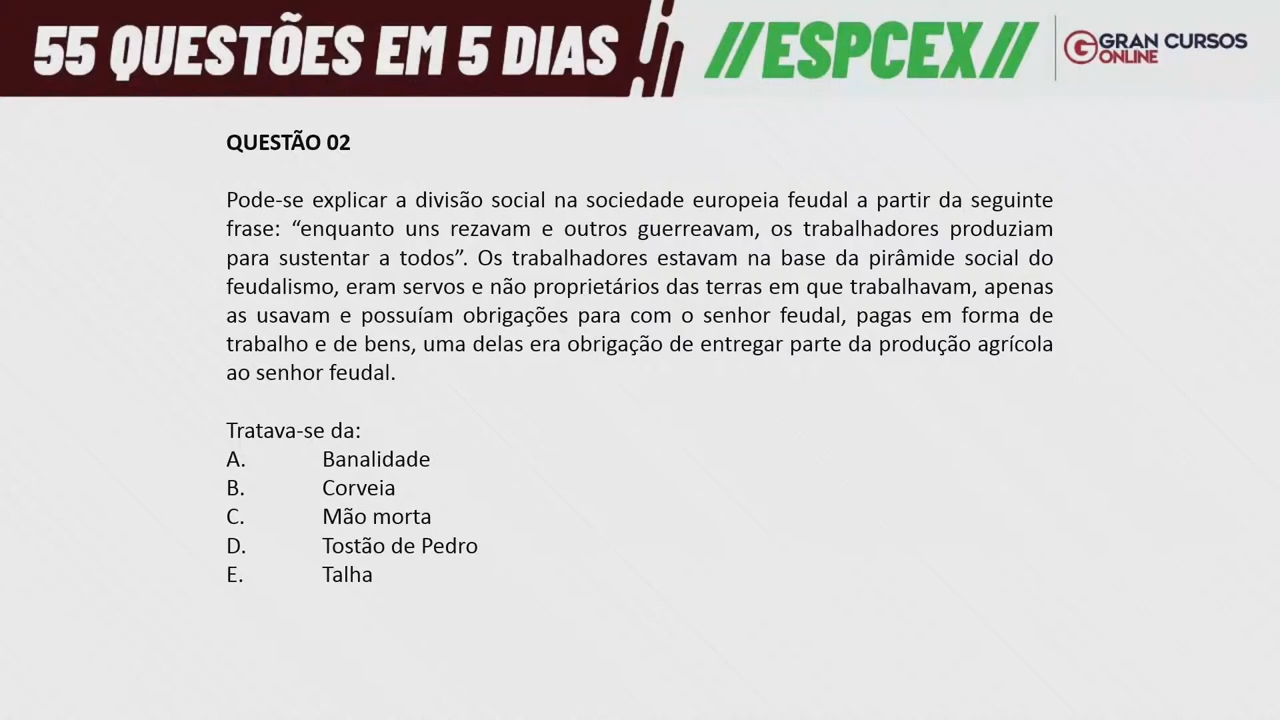 55 QUESTÕES EM 5 DIAS
//ESPCEX//
GRAN CURSOS
ONLINE
QUESTÃO 02
Pode-se explicar a divisão social na sociedade europeia feudal a partir da seguinte
frase: “enquanto uns rezavam e outros guerreavam, os trabalhadores produziam
para sustentar a todos”. Os trabalhadores estavam na base da pirâmide social do
feudalismo, eram servos e não proprietários das terras em que trabalhavam, apenas
as usavam e possuíam obrigações para com o senhor feudal, pagas em forma de
trabalho e de bens, uma delas era obrigação de entregar parte da produção agrícola
ao senhor feudal.
Tratava-se da:
A. Banalidade
B. Corveia
C. Mão morta
D. Tostão de Pedro
E. Talha